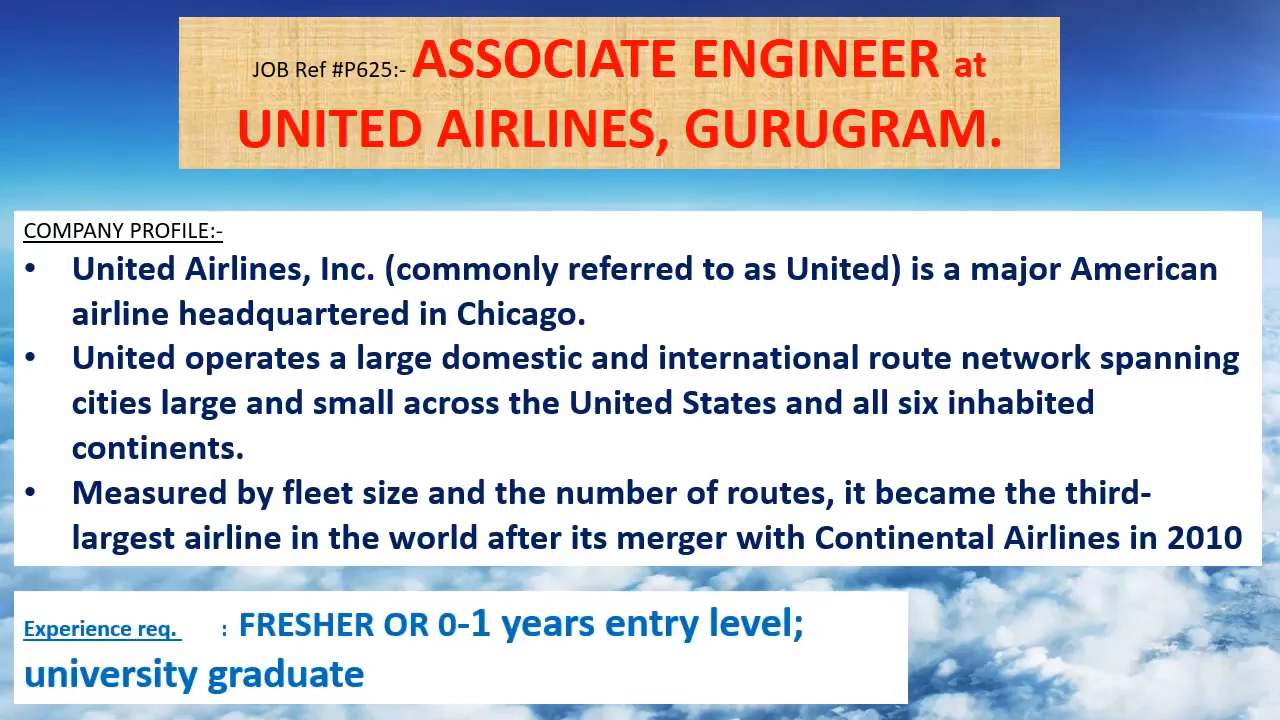 JOB Ref #P625:- ASSOCIATE ENGINEER at
UNITED AIRLINES, GURUGRAM.
COMPANY PROFILE:-
• United Airlines, Inc. (commonly referred to as United) is a major American
airline headquartered in Chicago.
• United operates a large domestic and international route network spanning
cities large and small across the United States and all six inhabited
continents.
• Measured by fleet size and the number of routes, it became the third-
largest airline in the world after its merger with Continental Airlines in 2010
Experience req. : FRESHER OR 0-1 years entry level;
university graduate